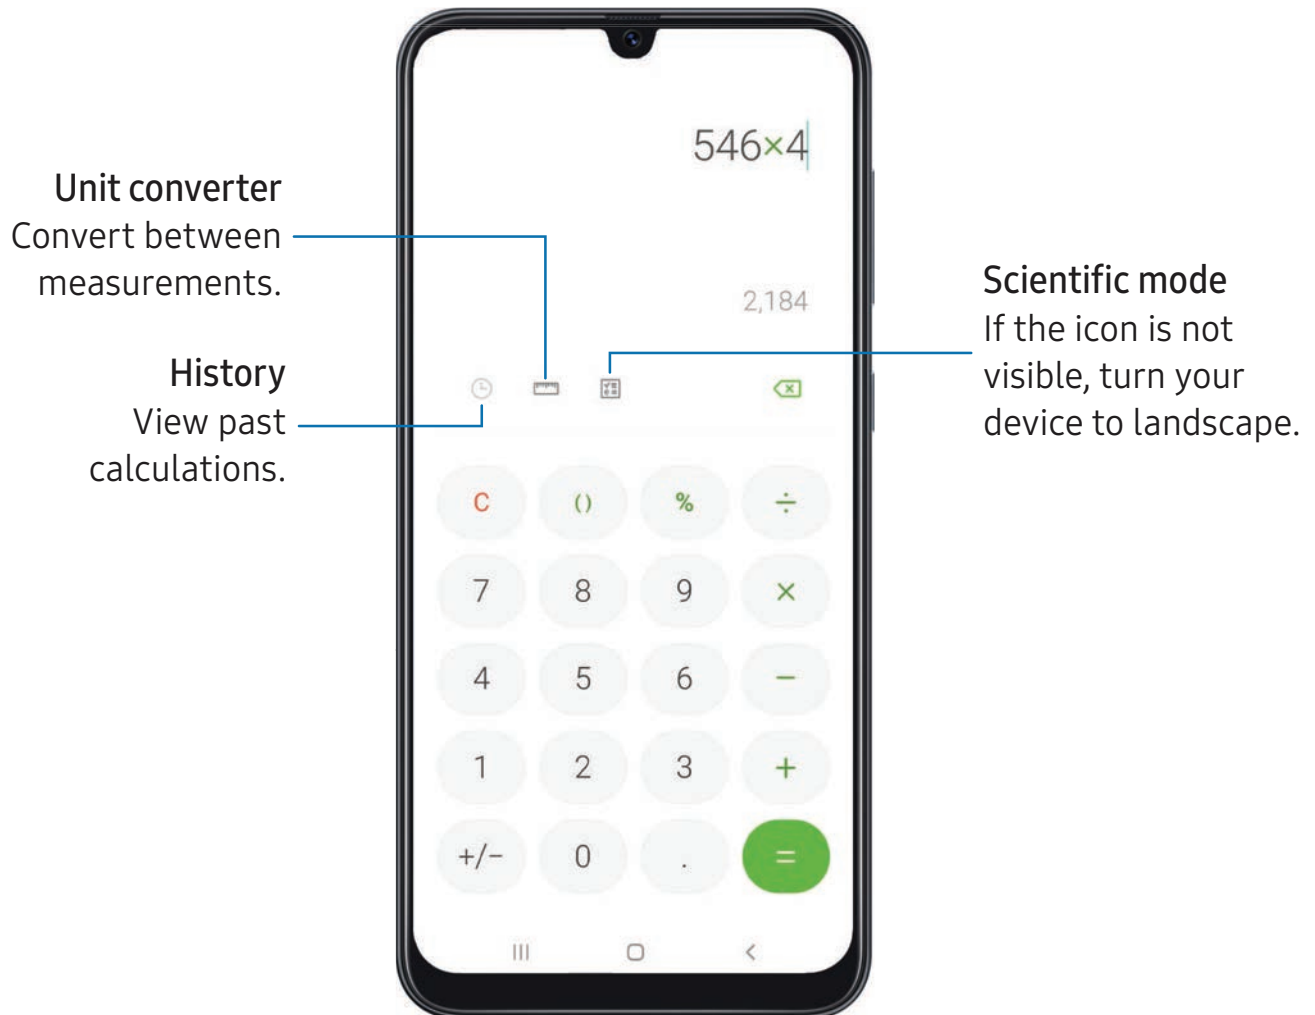 546×4
Unit converter
Convert between
measurements.
2,184
Scientific mode
If the icon is not
visible, turn your
device to landscape.
History
View past
calculations.
C () % ÷
7 8 9 ×
4 5 6 −
1 2 3 +
+/− 0 . =